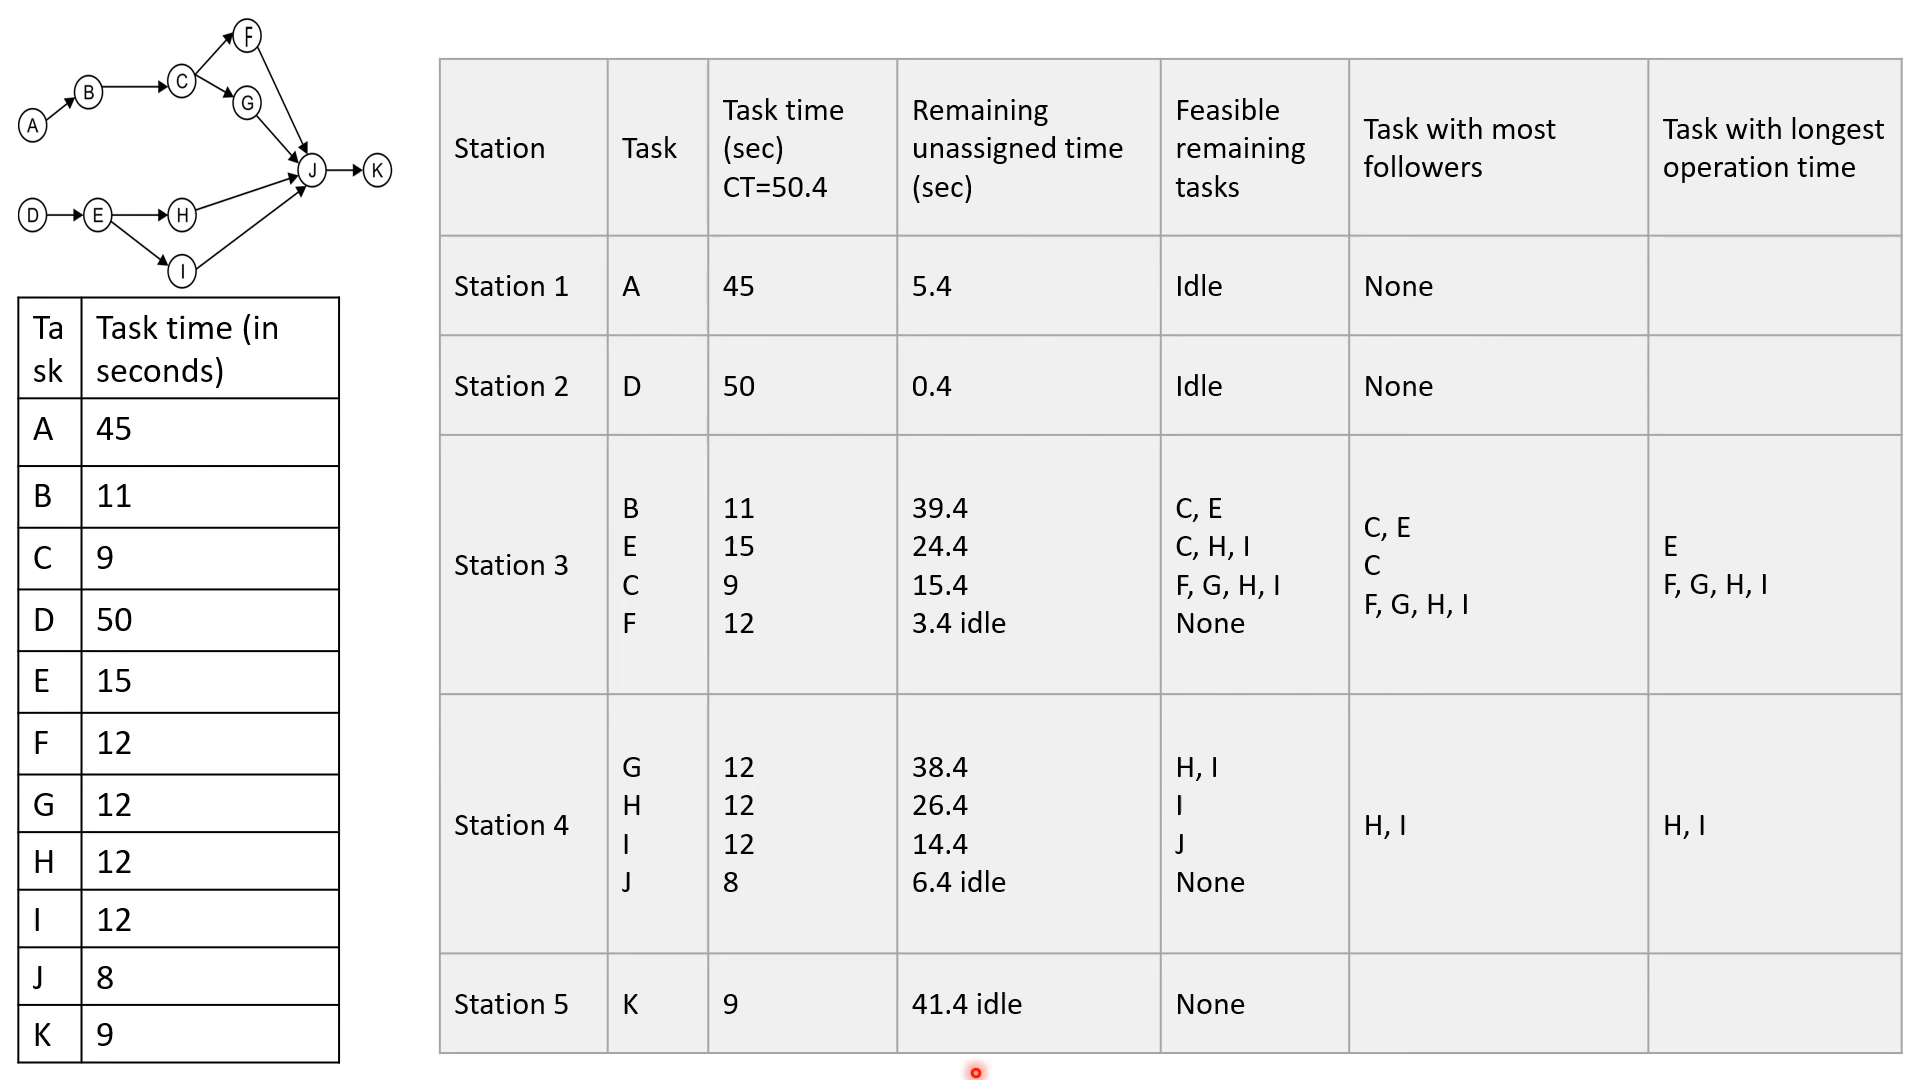 F
B
C
G
A
J
K
D
E
H
I
Ta
sk
Task time (in
seconds)
A
45
B
11
C
9
D
50
E
15
F
12
G
12
H
12
I
12
J
8
K
9
Station
Task
Task time
(sec)
CT=50.4
Remaining
unassigned time
(sec)
Feasible
remaining
tasks
Task with most
followers
Task with longest
operation time
Station 1
A
45
5.4
Idle
None
Station 2
D
50
0.4
Idle
None
Station 3
B
E
C
F
11
15
9
12
39.4
24.4
15.4
3.4 idle
C, E
C, H, I
F, G, H, I
None
C, E
C
F, G, H, I
E
F, G, H, I
Station 4
G
H
I
J
12
12
12
8
38.4
26.4
14.4
6.4 idle
H, I
I
J
None
H, I
H, I
Station 5
K
9
41.4 idle
None